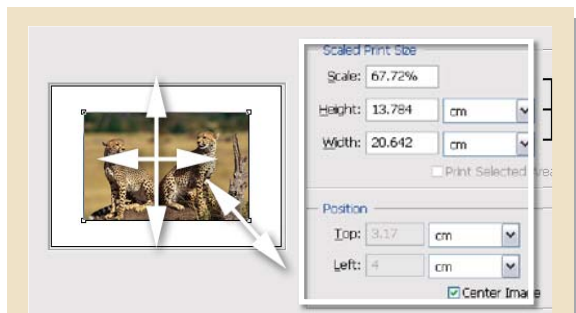 Scaled Print Size
Scale: 67.72%
Height: 13.784 cm
Width: 20.642 cm
Print Selected Area
Position
Top: 3.17 cm
Left: 4 cm
Center Image